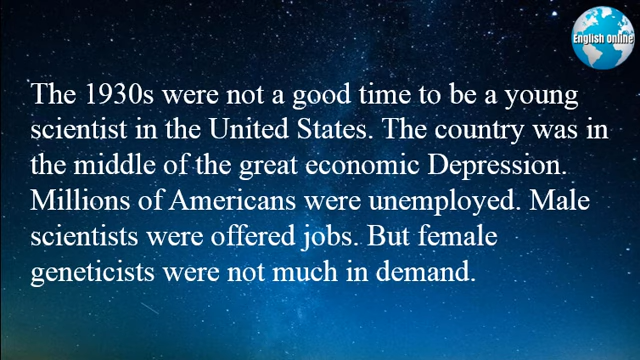 English Online
The 1930s were not a good time to be a young
scientist in the United States. The country was in
the middle of the great economic Depression.
Millions of Americans were unemployed. Male
scientists were offered jobs. But female
geneticists were not much in demand.